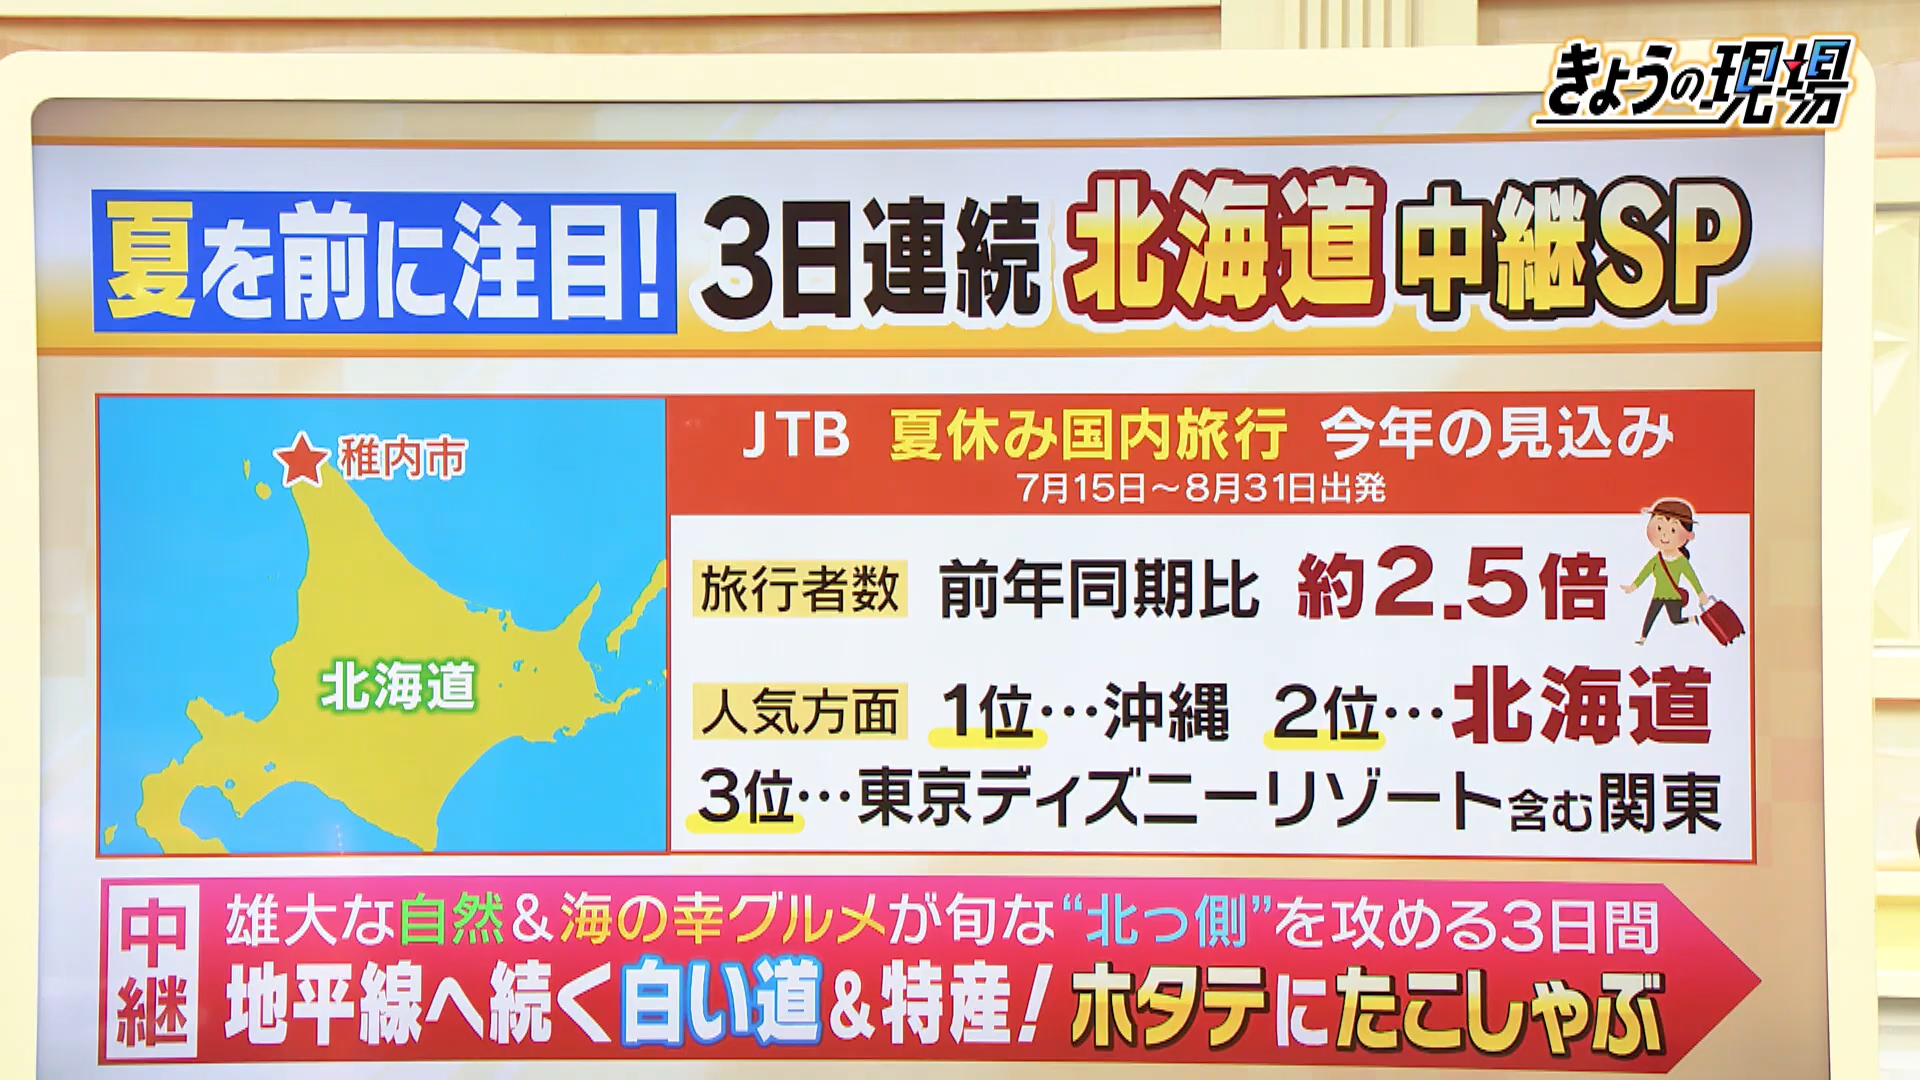 きょうの現場
夏を前に注目! 3日連続 北海道 中継SP
稚内市
北海道
JTB 夏休み国内旅行 今年の見込み
7月15日～8月31日出発
旅行者数 前年同期比 約2.5倍
人気方面 1位…沖縄 2位…北海道
3位…東京ディズニーリゾート含む関東
中継
雄大な自然&海の幸グルメが旬な“北っ側”を攻める3日間
地平線へ続く白い道&特産! ホタテにたこしゃぶ